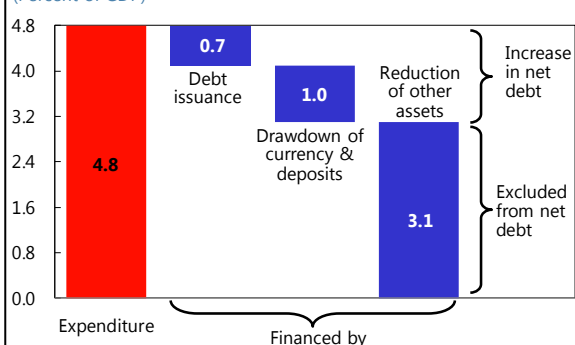 (Percent of GDP)
4.8
4.0
3.2
2.4
1.6
0.8
0.0
4.8
0.7
Debt
issuance
1.0
Drawdown of
currency &
deposits
Reduction
of other
assets
3.1
Increase
in net
debt
Excluded
from net
debt
Expenditure
Financed by